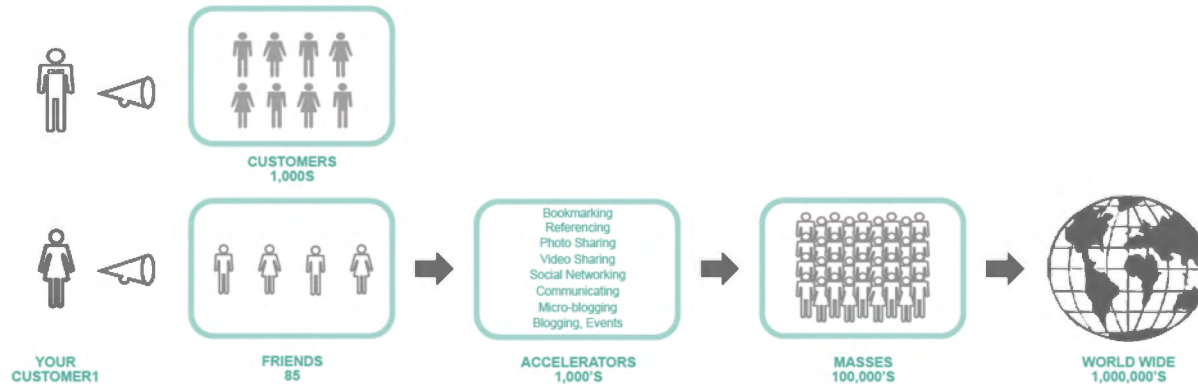 CUSTOMERS
1,000S
Bookmarking
Referencing
Photo Sharing
Video Sharing
Social Networking
Communicating
Micro-blogging
Blogging, Events
YOUR
CUSTOMER1
FRIENDS
85
ACCELERATORS
1,000'S
MASSES
100,000'S
WORLD WIDE
1,000,000'S